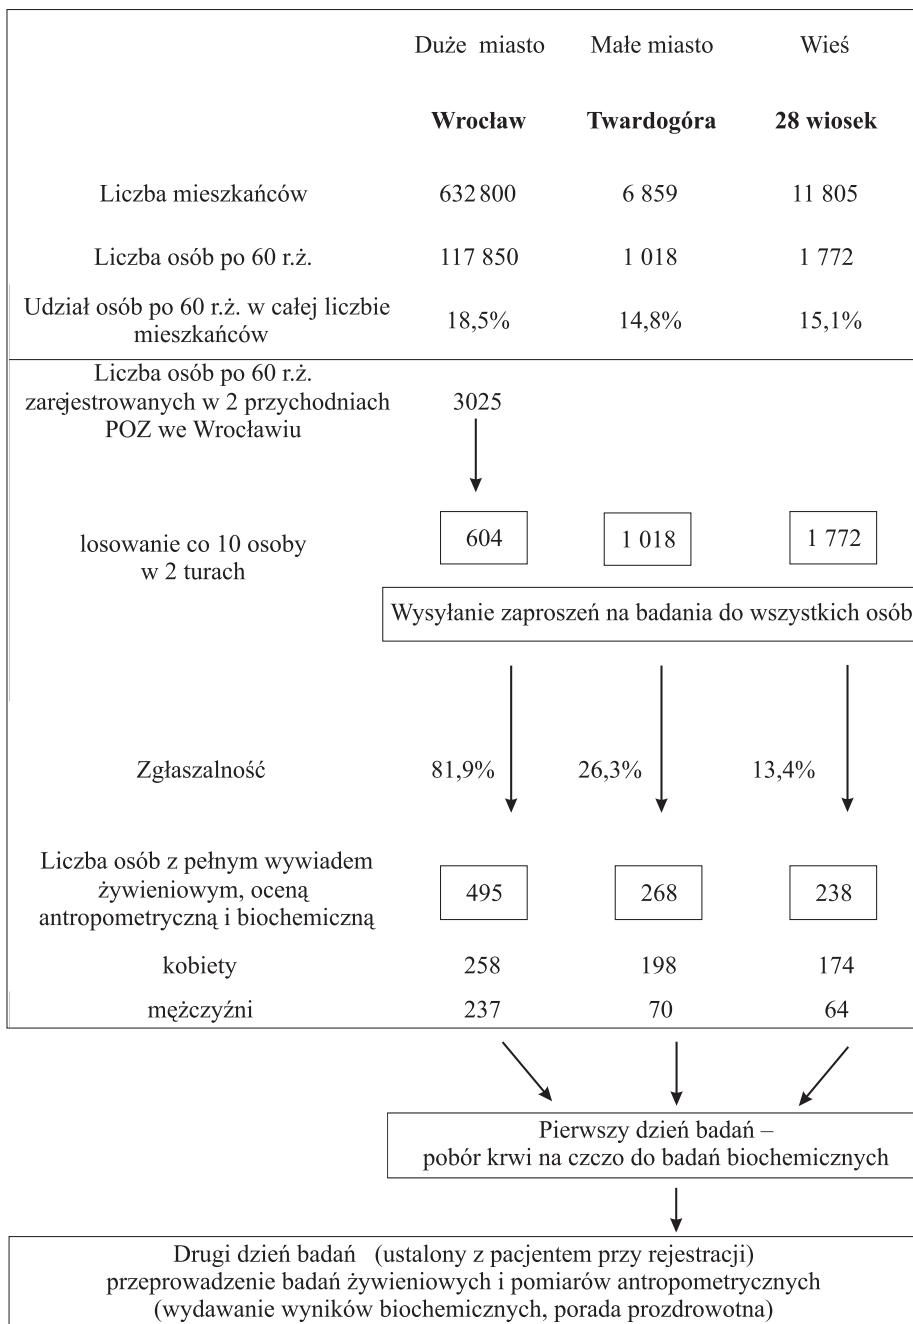 Duże miasto Małe miasto Wieś
Wrocław Twardogóra 28 wiosek
Liczba mieszkańców 632 800 6 859 11 805
Liczba osób po 60 r.ż. 117 850 1 018 1 772
Udział osób po 60 r.ż. w całej liczbie
mieszkańców 18,5% 14,8% 15,1%
Liczba osób po 60 r.ż.
zarejestrowanych w 2 przychodniach 3025
POZ we Wrocławiu
losowanie co 10 osoby 604 1 018 1 772
w 2 turach
Wysyłanie zaproszeń na badania do wszystkich osób
Zgłaszalność 81,9% 26,3% 13,4%
Liczba osób z pełnym wywiadem
żywieniowym, oceną 495 268 238
antropometryczną i biochemiczną
kobiety 258 198 174
mężczyźni 237 70 64
Pierwszy dzień badań –
pobór krwi na czczo do badań biochemicznych
Drugi dzień badań (ustalony z pacjentem przy rejestracji)
przeprowadzenie badań żywieniowych i pomiarów antropometrycznych
(wydawanie wyników biochemicznych, porada prozdrowotna)